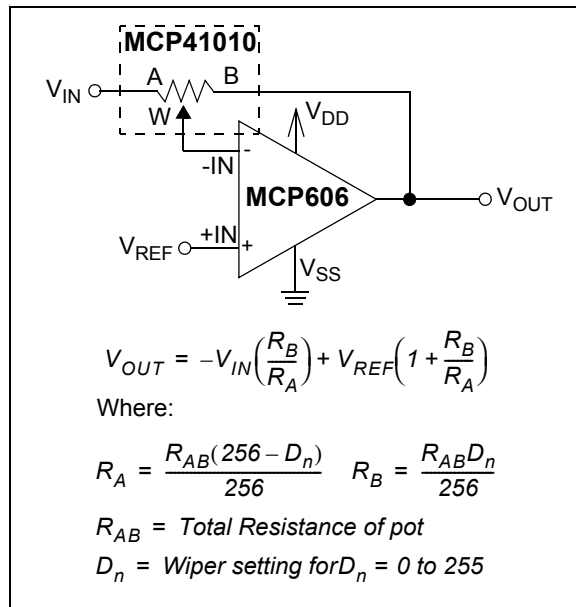 MCP41010
A B
V_IN
W
V_DD
-
-IN
MCP606
V_OUT
+IN
V_REF
+
V_SS
V_OUT = –V_IN(R_B/R_A) + V_REF(1 + R_B/R_A)
Where:
R_A = R_AB(256 – D_n)/256 R_B = R_AB D_n/256
R_AB = Total Resistance of pot
D_n = Wiper setting forD_n = 0 to 255